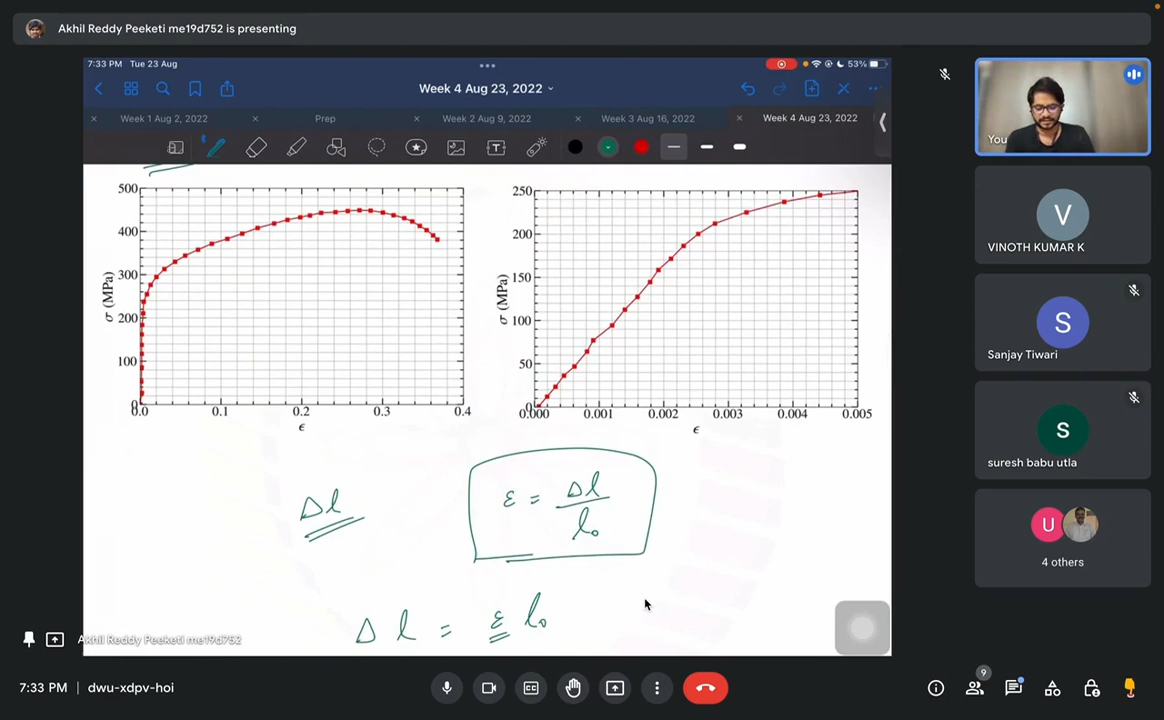 Akhil Reddy Peeketi me19d752 is presenting
7:33 PM Tue 23 Aug
53%
Week 4 Aug 23, 2022
Week 1 Aug 2, 2022
Prep
Week 2 Aug 9, 2022
Week 3 Aug 16, 2022
Week 4 Aug 23, 2022
500
400
300
200
100
0
σ (MPa)
0.0
0.1
0.2
0.3
0.4
ϵ
250
200
150
100
50
0
σ (MPa)
0.000
0.001
0.002
0.003
0.004
0.005
ϵ
Δl
ε = Δl / l₀
Δ l = ε l₀
Akhil Reddy Peeketi me19d752
You
V
VINOTH KUMAR K
S
Sanjay Tiwari
S
suresh babu utla
U
4 others
7:33 PM | dwu-xdpv-hoi
9